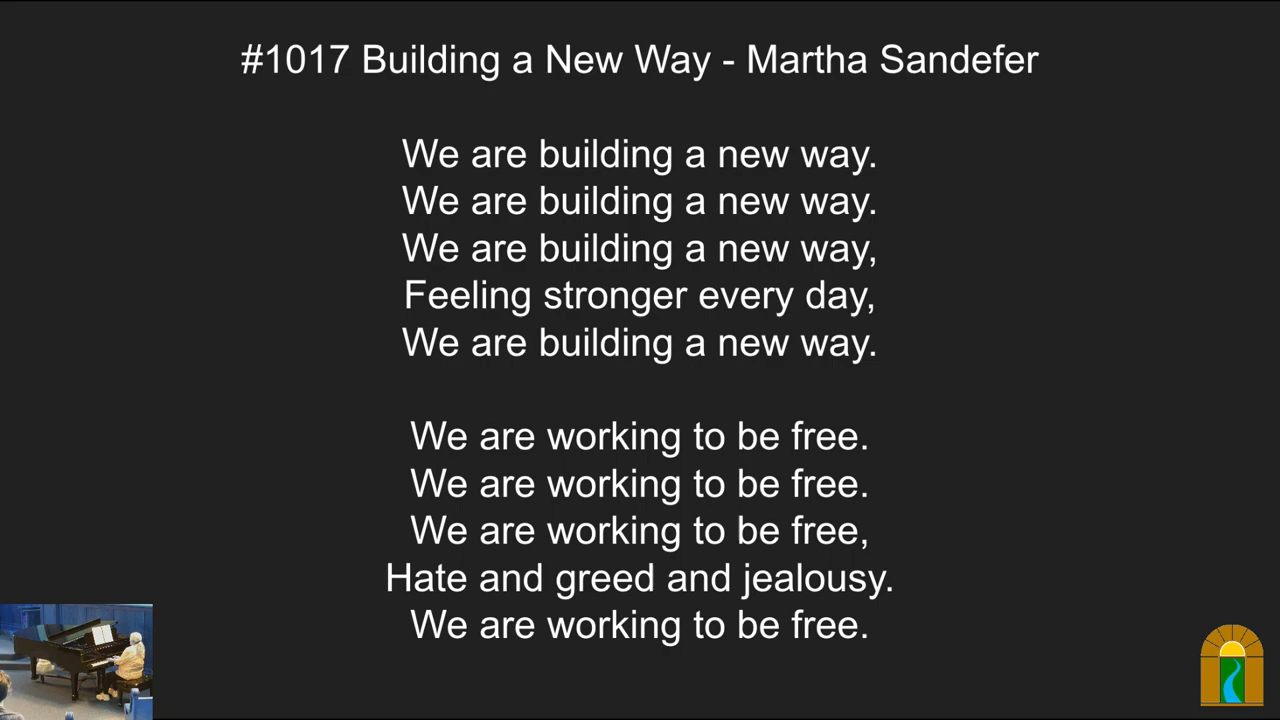 #1017 Building a New Way - Martha Sandefer
We are building a new way.
We are building a new way.
We are building a new way,
Feeling stronger every day,
We are building a new way.
We are working to be free.
We are working to be free.
We are working to be free,
Hate and greed and jealousy.
We are working to be free.